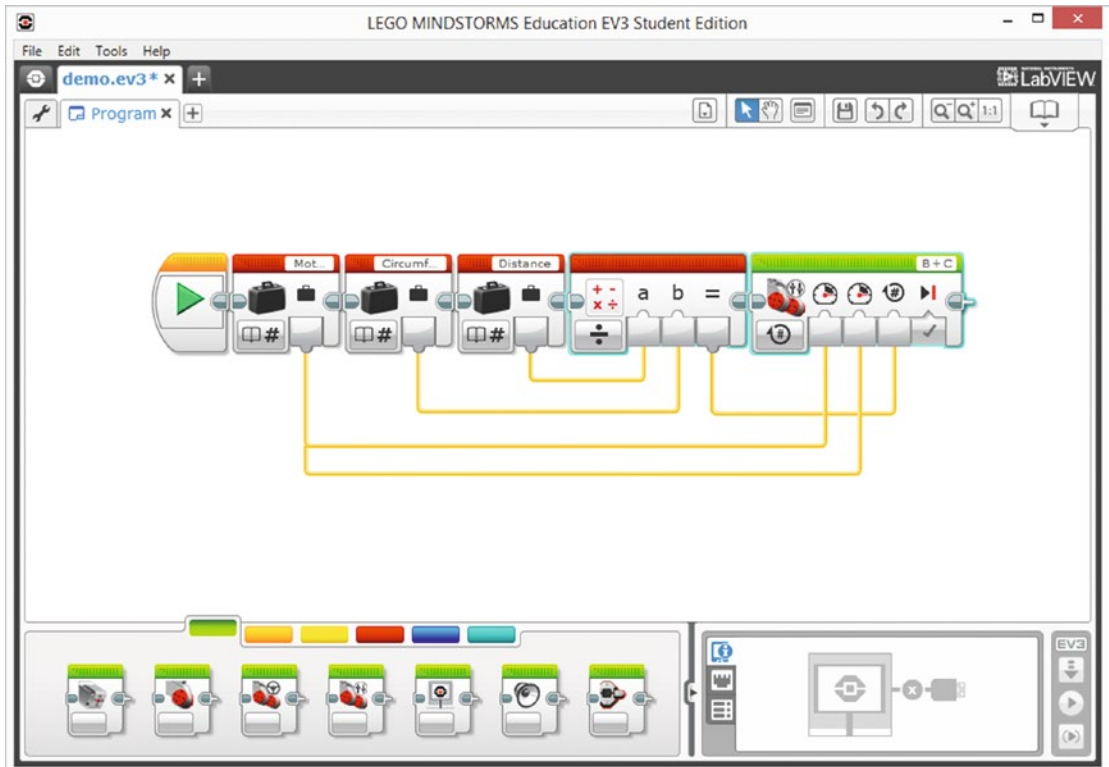 LEGO MINDSTORMS Education EV3 Student Edition
File Edit Tools Help
demo.ev3* × +
LabVIEW
Program × +
1:1
Mot... Circumf... Distance B+C
+ -
× ÷
a b =
# # # ÷ #
EV3